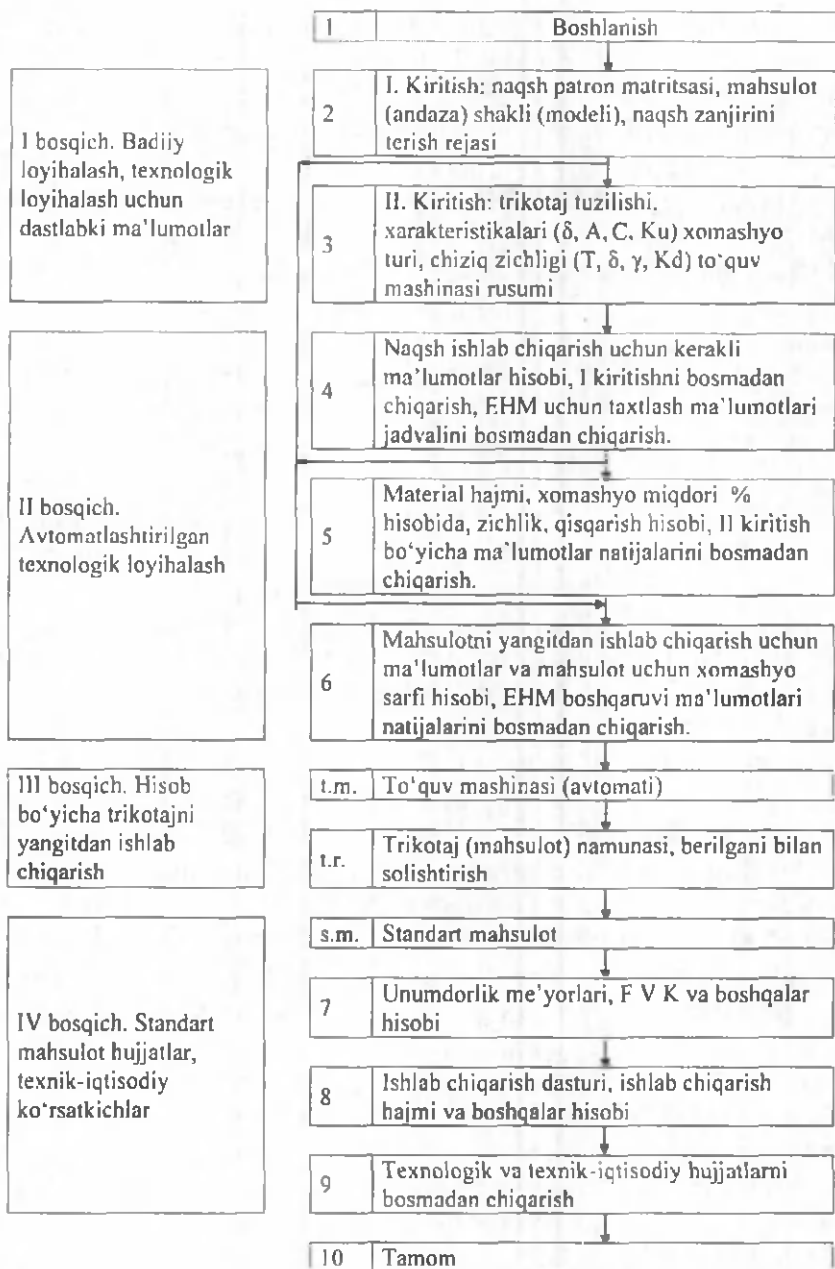 1 Boshlanish
I bosqich. Badiiy
loyihalash, texnologik
loyihalash uchun
dastlabki ma'lumotlar
2 I. Kiritish: naqsh patron matritsasi, mahsulot
(andaza) shakli (modeli), naqsh zanjirini
terish rejasi
3 II. Kiritish: trikotaj tuzilishi.
xarakteristikalari (δ, A, C, Ku) xomashyo
turi, chiziq zichligi (T, δ, γ, Kd) to‘quv
mashinasi rusumi
II bosqich.
Avtomatlashtirilgan
texnologik loyihalash
4 Naqsh ishlab chiqarish uchun kerakli
ma'lumotlar hisobi, I kiritishni bosmadan
chiqarish, EHM uchun taxtlash ma'lumotlari
jadvalini bosmadan chiqarish.
5 Material hajmi, xomashyo miqdori %
hisobida, zichlik, qisqarish hisobi, II kiritish
bo‘yicha ma'lumotlar natijalarini bosmadan
chiqarish.
6 Mahsulotni yangitdan ishlab chiqarish uchun
ma'lumotlar va mahsulot uchun xomashyo
sarfi hisobi, EHM boshqaruvi ma'lumotlari
natijalarini bosmadan chiqarish.
III bosqich. Hisob
bo‘yicha trikotajni
yangitdan ishlab
chiqarish
t.m. To‘quv mashinasi (avtomati)
t.r. Trikotaj (mahsulot) namunasi, berilgani bilan
solishtirish
s.m. Standart mahsulot
IV bosqich. Standart
mahsulot hujjatlar,
texnik-iqtisodiy
ko‘rsatkichlar
7 Unumdorlik me'yorlari, F V K va boshqalar
hisobi
8 Ishlab chiqarish dasturi, ishlab chiqarish
hajmi va boshqalar hisobi
9 Texnologik va texnik-iqtisodiy hujjatlarni
bosmadan chiqarish
10 Tamom